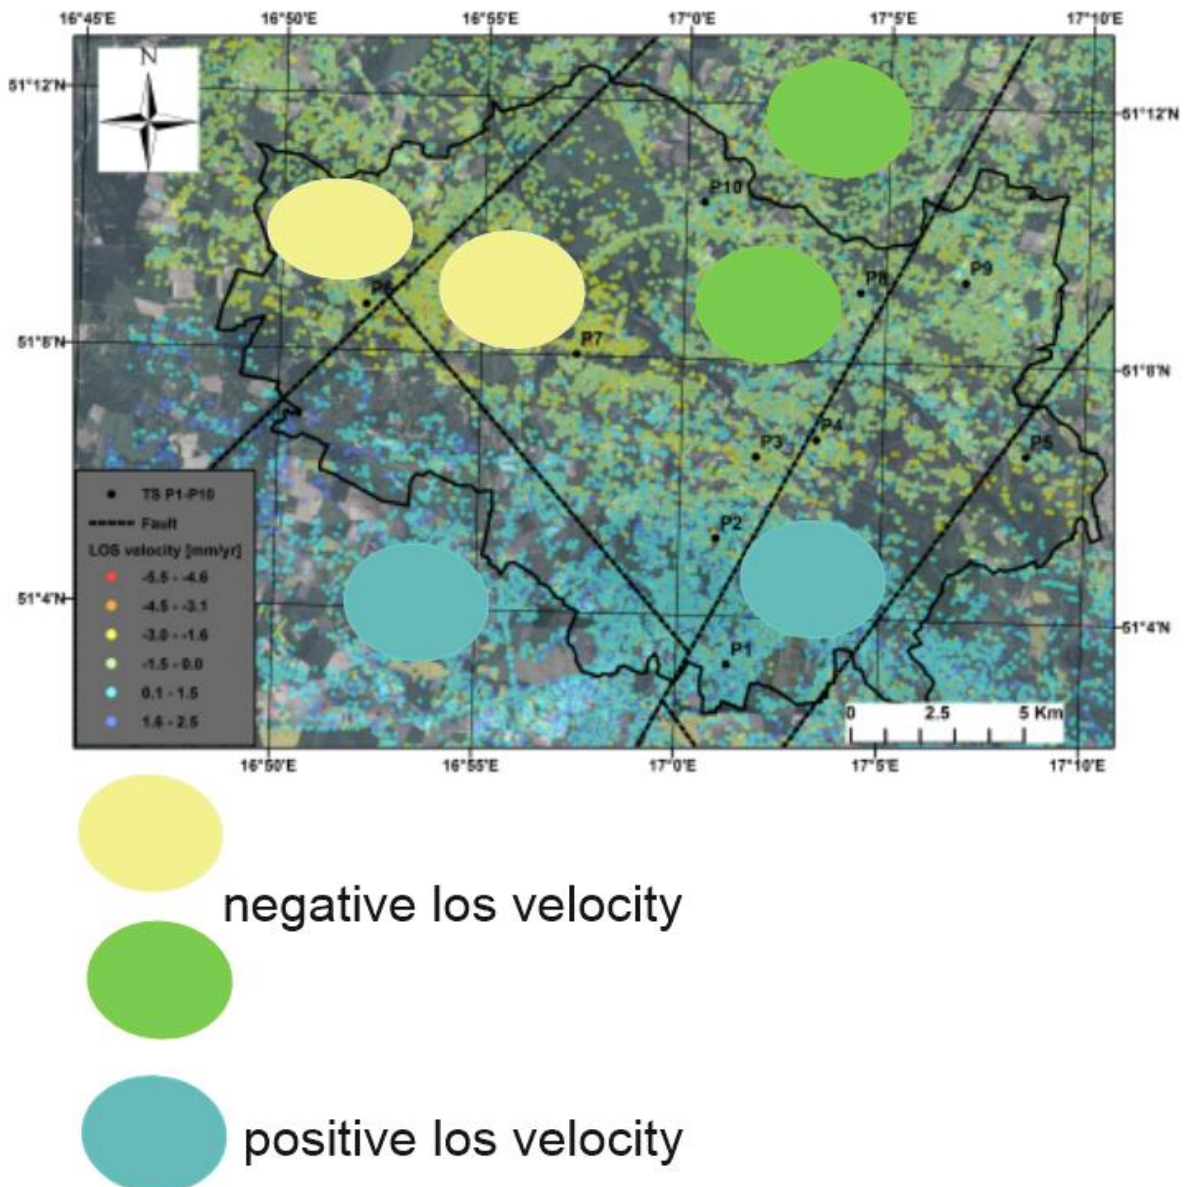 16°45'E 16°50'E 16°55'E 17°0'E 17°5'E 17°10'E
N
51°12'N
51°12'N
P10
P6
P8
P9
51°8'N
P7
51°8'N
P3
P4
P5
TS P1-P10
P2
Fault
LOS velocity [mm/yr]
-5.5 - -4.6
51°4'N
-4.5 - -3.1
51°4'N
-3.0 - -1.6
P1
-1.5 - 0.0
0.1 - 1.5
1.6 - 2.5
0 2.5 5 Km
16°50'E 16°55'E 17°0'E 17°5'E 17°10'E
negative los velocity
positive los velocity